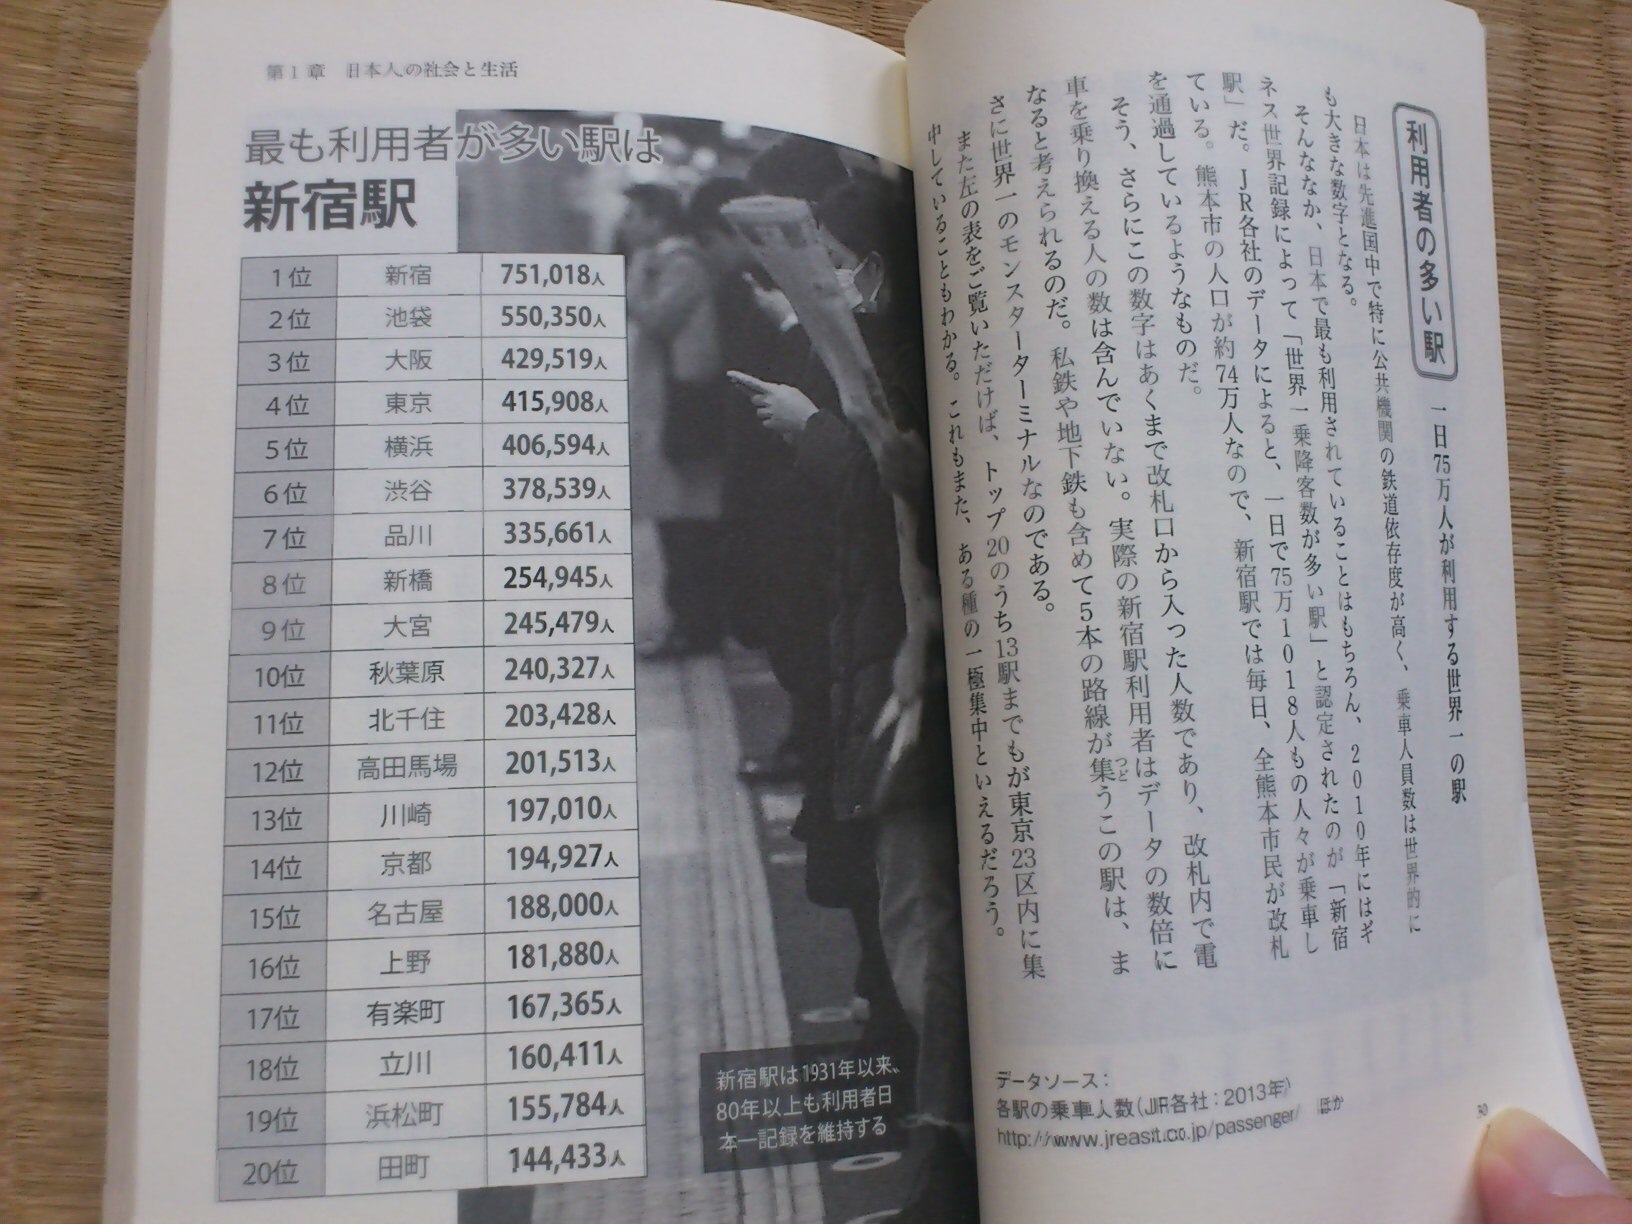 利用者の多い駅
一日75万人が利用する世界一の駅
日本は先進国中で特に公共機関の鉄道依存度が高く、乗車人員数は世界的に
も大きな数字となる。
そんななか、日本で最も利用されていることはもちろん、2010年にはギ
ネス世界記録によって「世界一乗降客数が多い駅」と認定されたのが「新宿
駅」だ。JR各社のデータによると、一日で75万1018人もの人々が乗車し
ている。熊本市の人口が約74万人なので、新宿駅では毎日、全熊本市民が改札
を通過しているようなものだ。
そう、さらにこの数字はあくまで改札口から入った人数であり、改札内で電
車を乗り換える人の数は含んでいない。実際の新宿駅利用者はデータの数倍に
なると考えられるのだ。私鉄や地下鉄も含めて5本の路線が集うこの駅は、ま
つど
さに世界一のモンスターターミナルなのである。
また左の表をご覧いただけば、トップ20のうち13駅までもが東京23区内に集
中していることもわかる。これもまた、ある種の一極集中といえるだろう。
データソース：
各駅の乗車人数（JR各社：2013年）
http://www.jreast.co.jp/passenger/ ほか
30
第1章 日本人の社会と生活
最も利用者が多い駅は
新宿駅
1位 新宿 751,018人
2位 池袋 550,350人
3位 大阪 429,519人
4位 東京 415,908人
5位 横浜 406,594人
6位 渋谷 378,539人
7位 品川 335,661人
8位 新橋 254,945人
9位 大宮 245,479人
10位 秋葉原 240,327人
11位 北千住 203,428人
12位 高田馬場 201,513人
13位 川崎 197,010人
14位 京都 194,927人
15位 名古屋 188,000人
16位 上野 181,880人
17位 有楽町 167,365人
18位 立川 160,411人
19位 浜松町 155,784人
20位 田町 144,433人
新宿駅は1931年以来、
80年以上も利用者日
本一記録を維持する